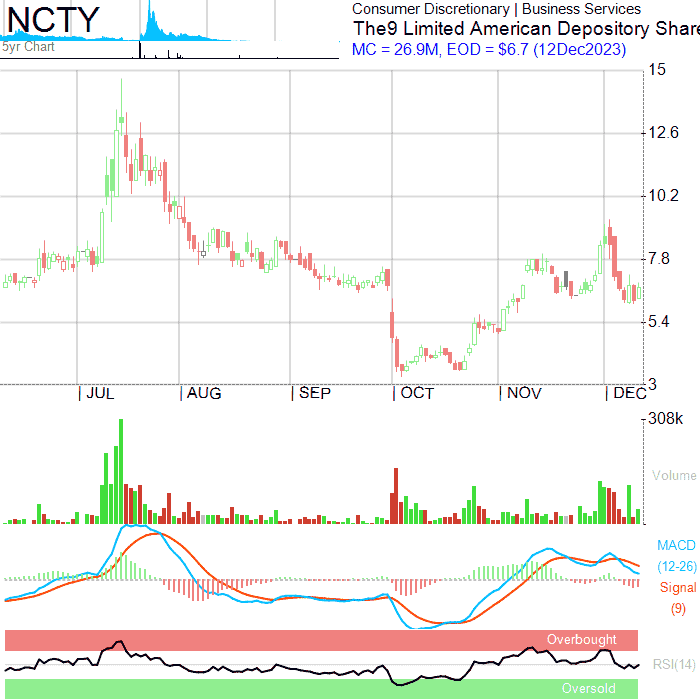 NCTY
5yr Chart
Consumer Discretionary | Business Services
The9 Limited American Depository Share
MC = 26.9M, EOD = $6.7 (12Dec2023)
15
12.6
10.2
7.8
5.4
3
JUL
AUG
SEP
OCT
NOV
DEC
308k
Volume
MACD
(12-26)
Signal
(9)
Overbought
RSI(14)
Oversold